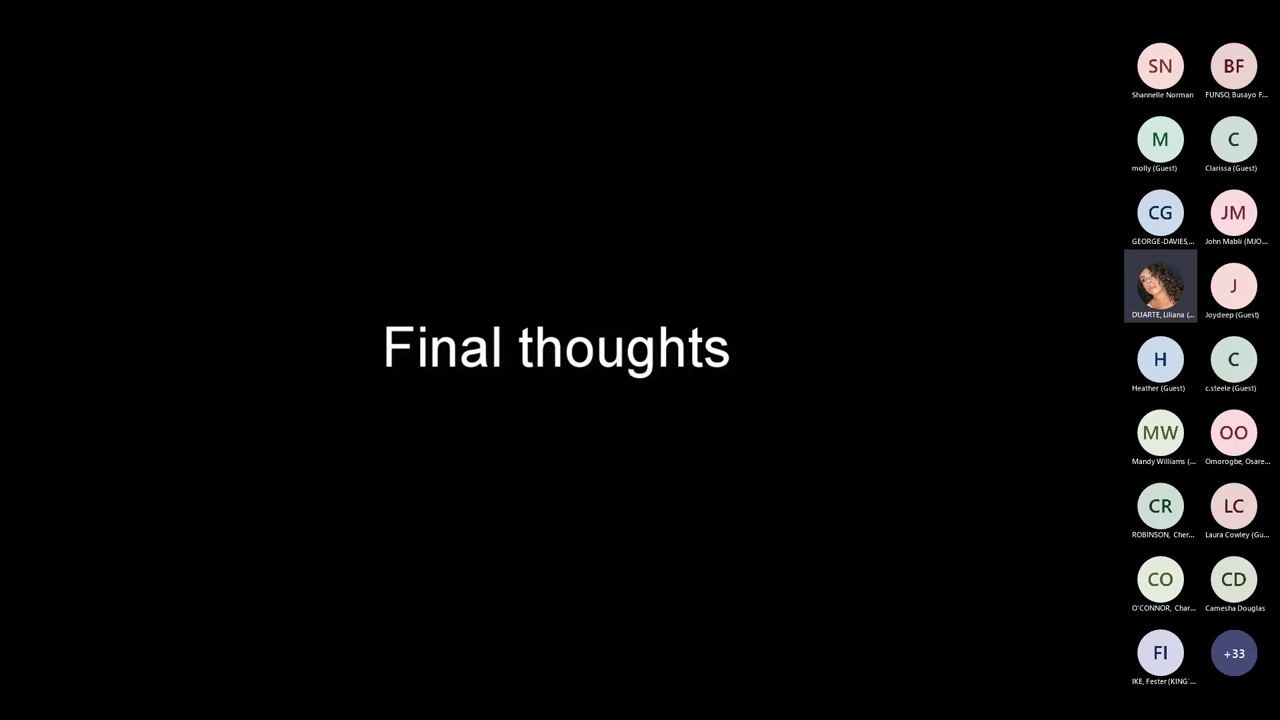 Final thoughts
SN
BF
Shannelle Norman
FUNSO, Busayo F...
M
C
molly (Guest)
Clarissa (Guest)
CG
JM
GEORGE-DAVIES,...
John Mabli (MJO...
DUARTE, Liliana (...
J
Joydeep (Guest)
H
C
Heather (Guest)
c.steele (Guest)
MW
OO
Mandy Williams (...
Omorogbe, Osare...
CR
LC
ROBINSON, Cher...
Laura Cowley (Gu...
CO
CD
O'CONNOR, Char...
Camesha Douglas
FI
+33
IKE, Fester (KING'...